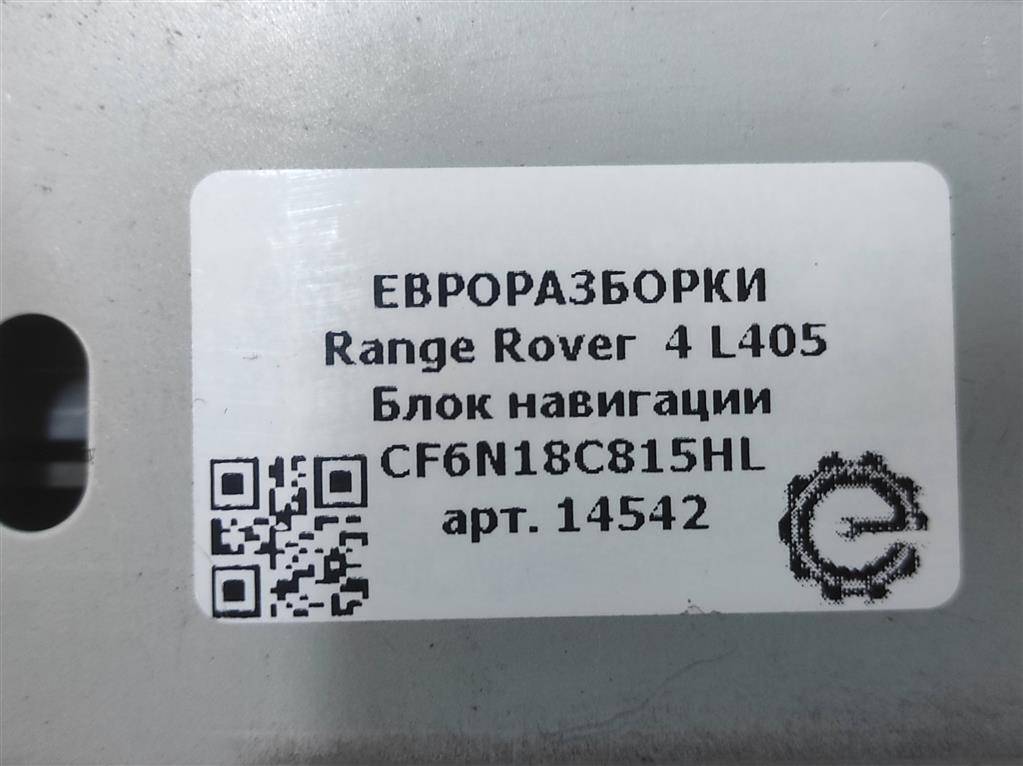 ЕВРОРАЗБОРКИ
Range Rover 4 L405
Блок навигации
CF6N18C815HL
арт. 14542